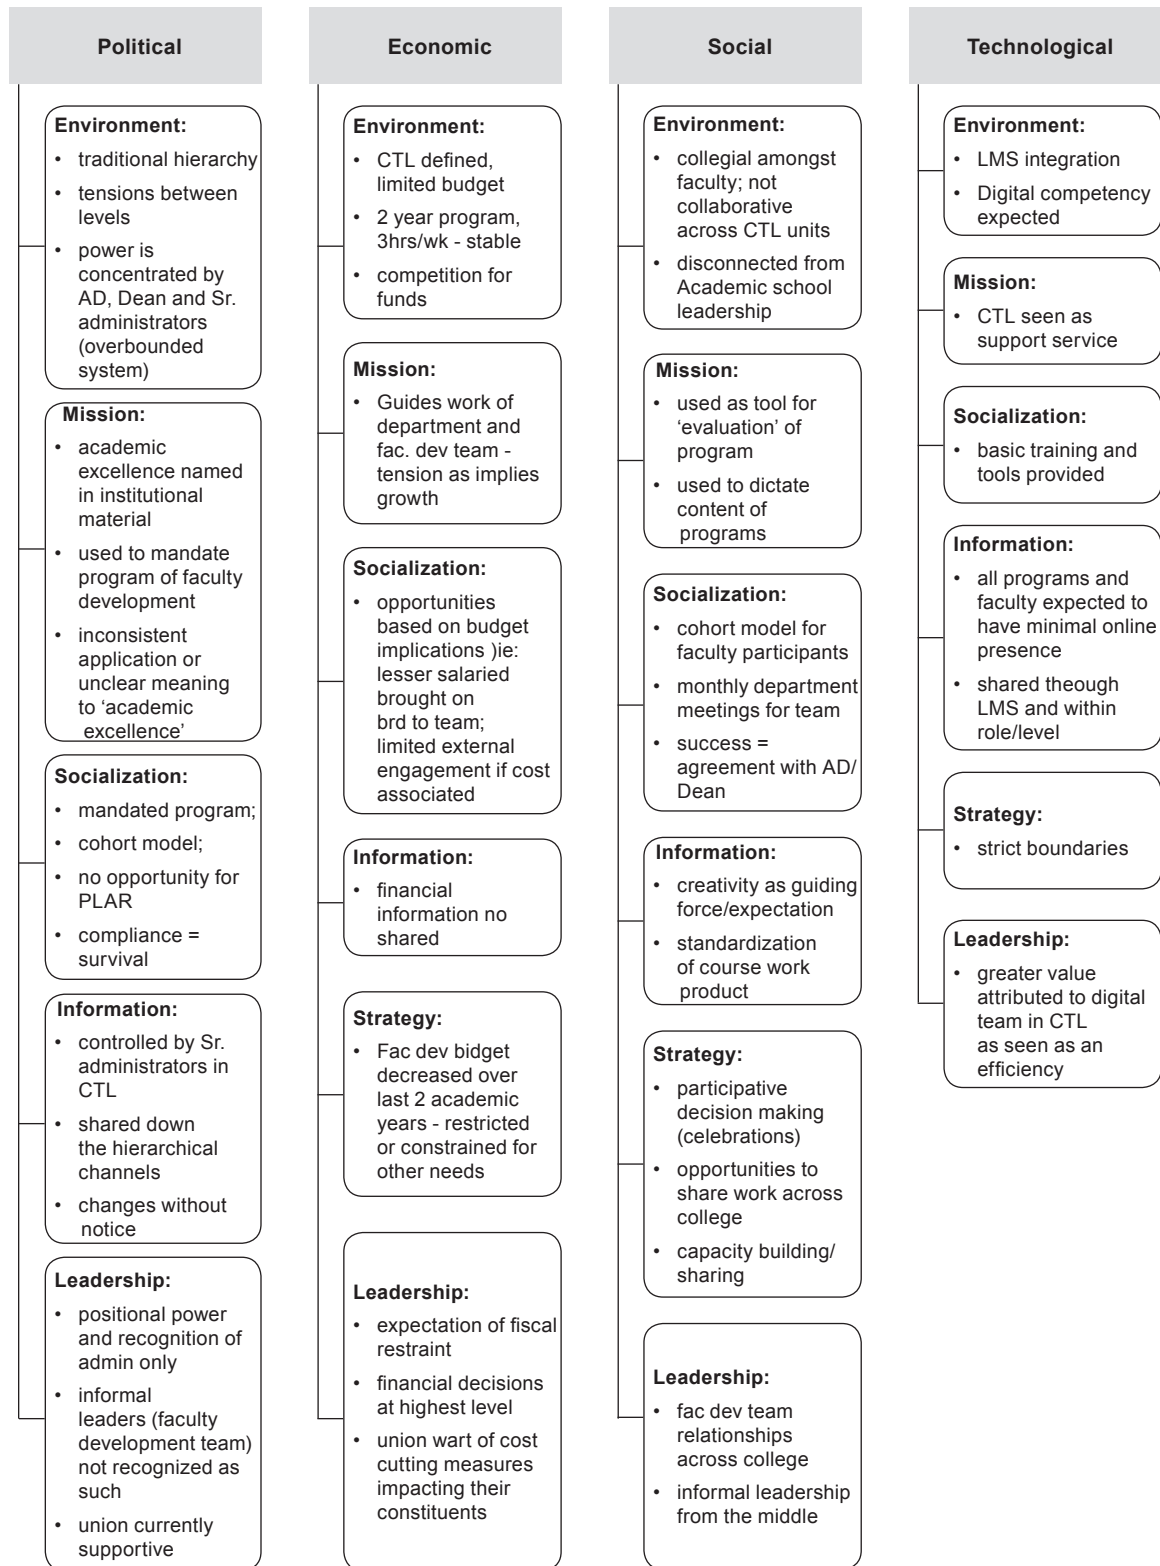 Political
Environment:
• traditional hierarchy
• tensions between
levels
• power is
concentrated by
AD, Dean and Sr.
administrators
(overbounded
system)
Mission:
• academic
excellence named
in institutional
material
• used to mandate
program of faculty
development
• inconsistent
application or
unclear meaning
to ‘academic
excellence’
Socialization:
• mandated program;
• cohort model;
• no opportunity for
PLAR
• compliance =
survival
Information:
• controlled by Sr.
administrators in
CTL
• shared down
the hierarchical
channels
• changes without
notice
Leadership:
• positional power
and recognition of
admin only
• informal
leaders (faculty
development team)
not recognized as
such
• union currently
supportive
Economic
Environment:
• CTL defined,
limited budget
• 2 year program,
3hrs/wk - stable
• competition for
funds
Mission:
• Guides work of
department and
fac. dev team -
tension as implies
growth
Socialization:
• opportunities
based on budget
implications )ie:
lesser salaried
brought on
brd to team;
limited external
engagement if cost
associated
Information:
• financial
information no
shared
Strategy:
• Fac dev bidget
decreased over
last 2 academic
years - restricted
or constrained for
other needs
Leadership:
• expectation of fiscal
restraint
• financial decisions
at highest level
• union wart of cost
cutting measures
impacting their
constituents
Social
Environment:
• collegial amongst
faculty; not
collaborative
across CTL units
• disconnected from
Academic school
leadership
Mission:
• used as tool for
‘evaluation’ of
program
• used to dictate
content of
programs
Socialization:
• cohort model for
faculty participants
• monthly department
meetings for team
• success =
agreement with AD/
Dean
Information:
• creativity as guiding
force/expectation
• standardization
of course work
product
Strategy:
• participative
decision making
(celebrations)
• opportunities to
share work across
college
• capacity building/
sharing
Leadership:
• fac dev team
relationships
across college
• informal leadership
from the middle
Technological
Environment:
• LMS integration
• Digital competency
expected
Mission:
• CTL seen as
support service
Socialization:
• basic training and
tools provided
Information:
• all programs and
faculty expected to
have minimal online
presence
• shared theough
LMS and within
role/level
Strategy:
• strict boundaries
Leadership:
• greater value
attributed to digital
team in CTL
as seen as an
efficiency